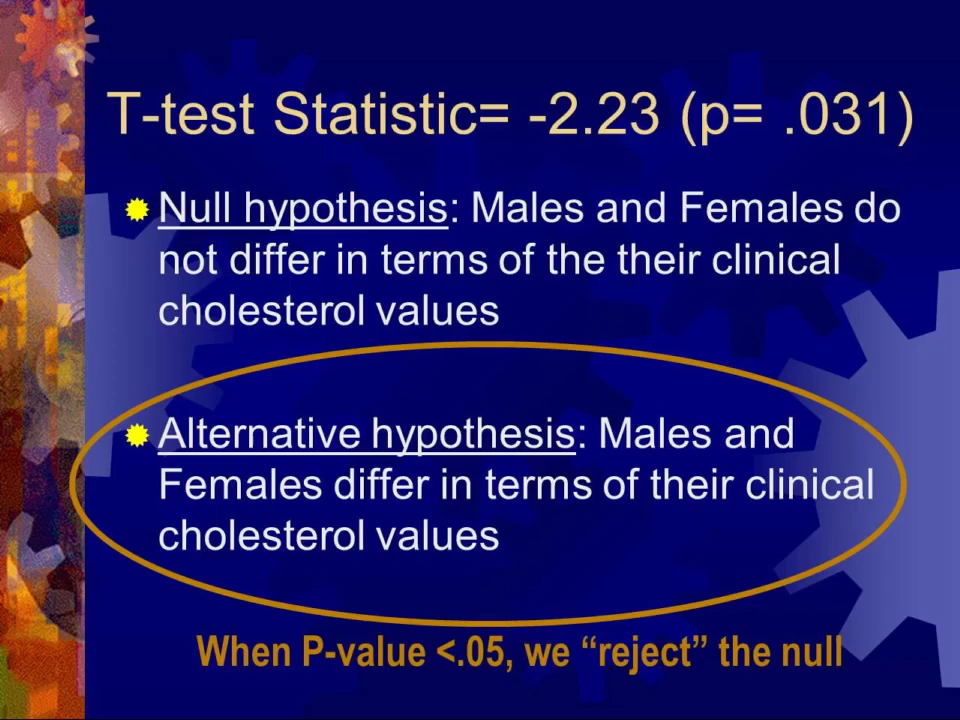 T-test Statistic= -2.23 (p= .031)
Null hypothesis: Males and Females do
not differ in terms of the their clinical
cholesterol values
Alternative hypothesis: Males and
Females differ in terms of their clinical
cholesterol values
When P-value <.05, we “reject” the null